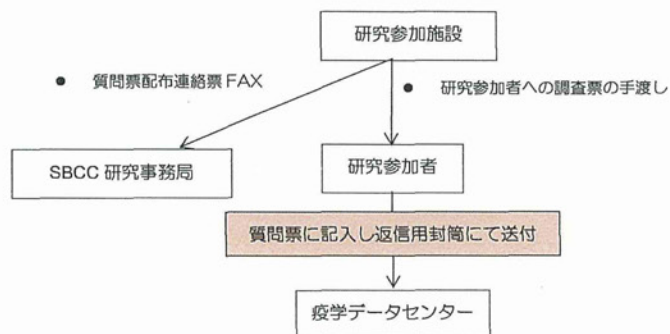 研究参加施設
● 質問票配布連絡票 FAX
● 研究参加者への調査票の手渡し
SBCC 研究事務局
研究参加者
質問票に記入し返信用封筒にて送付
疫学データセンター